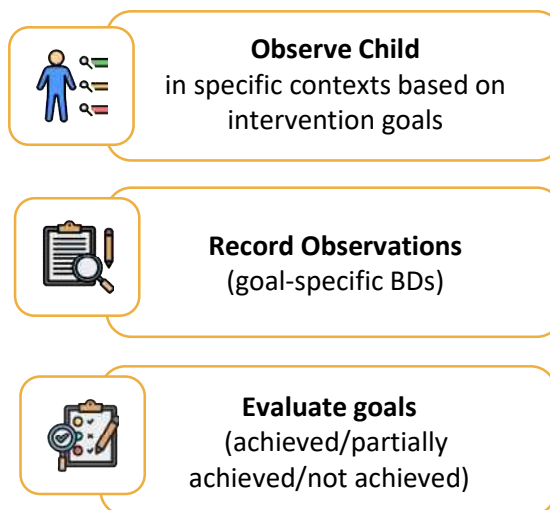 Observe Child
in specific contexts based on
intervention goals
Record Observations
(goal-specific BDs)
Evaluate goals
(achieved/partially
achieved/not achieved)